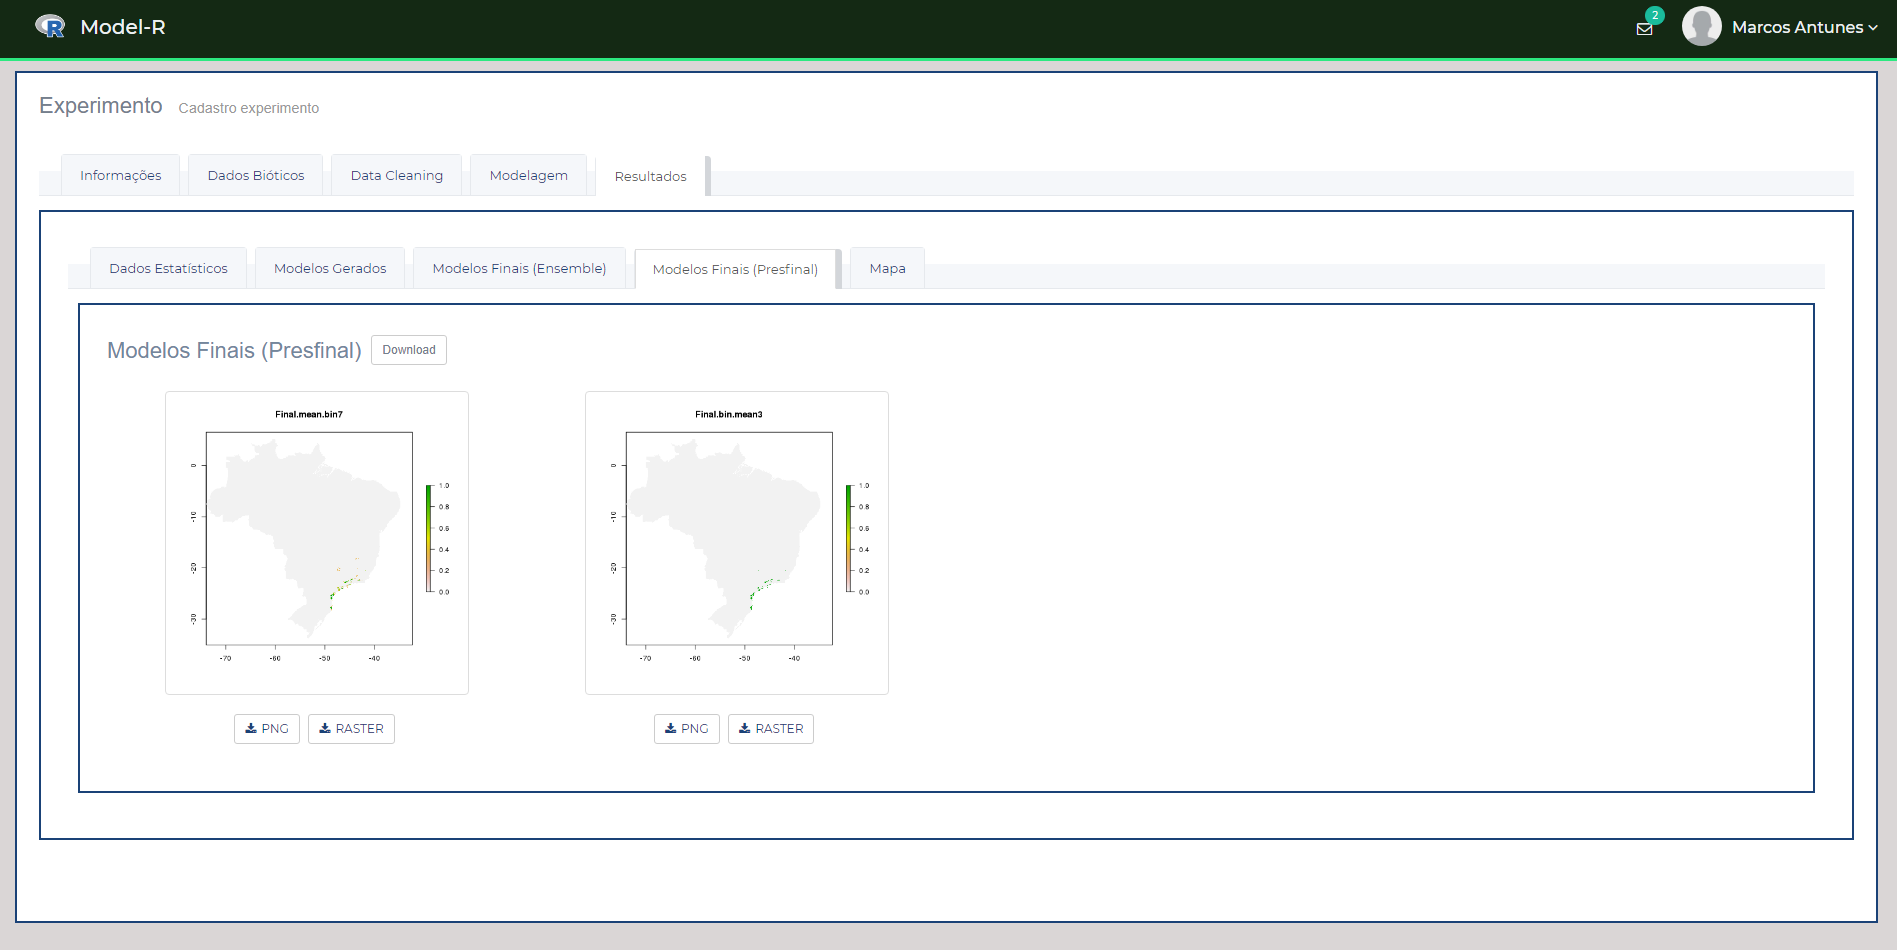 Model-R
2
Marcos Antunes
Experimento Cadastro experimento
Informações Dados Bióticos Data Cleaning Modelagem Resultados
Dados Estatísticos Modelos Gerados Modelos Finais (Ensemble) Modelos Finais (Presfinal) Mapa
Modelos Finais (Presfinal) Download
Final.mean.bin7
0
-10
-20
-30
-70 -60 -50 -40
1.0
0.8
0.6
0.4
0.2
0.0
PNG RASTER
Final.bin.mean3
0
-10
-20
-30
-70 -60 -50 -40
1.0
0.8
0.6
0.4
0.2
0.0
PNG RASTER